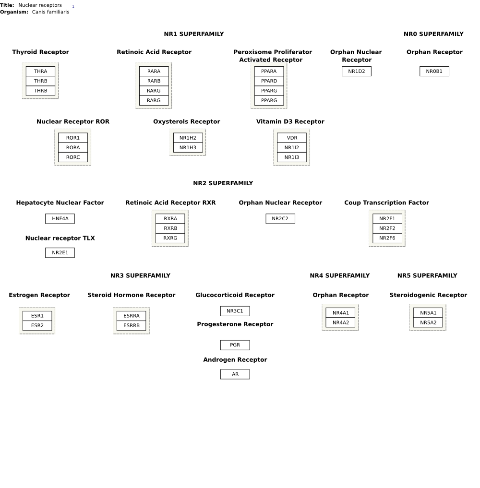 Title: Nuclear receptors
Organism: Canis familiaris
NR1 SUPERFAMILY
NR0 SUPERFAMILY
Thyroid Receptor
THRA
THRB
THRB
Retinoic Acid Receptor
RARA
RARB
RARG
RARG
Peroxisome Proliferator
Activated Receptor
PPARA
PPARD
PPARG
PPARG
Orphan Nuclear
Receptor
NR1D2
Orphan Receptor
NR0B1
Nuclear Receptor ROR
ROR1
RORA
RORC
Oxysterols Receptor
NR1H2
NR1H3
Vitamin D3 Receptor
VDR
NR1I2
NR1I3
NR2 SUPERFAMILY
Hepatocyte Nuclear Factor
HNF4A
Nuclear receptor TLX
NR2E1
Retinoic Acid Receptor RXR
RXRA
RXRB
RXRG
Orphan Nuclear Receptor
NR2C2
Coup Transcription Factor
NR2F1
NR2F2
NR2F6
NR3 SUPERFAMILY
NR4 SUPERFAMILY
NR5 SUPERFAMILY
Estrogen Receptor
ESR1
ESR2
Steroid Hormone Receptor
ESRRA
ESRRB
Glucocorticoid Receptor
NR3C1
Progesterone Receptor
PGR
Androgen Receptor
AR
Orphan Receptor
NR4A1
NR4A2
Steroidogenic Receptor
NR5A1
NR5A2